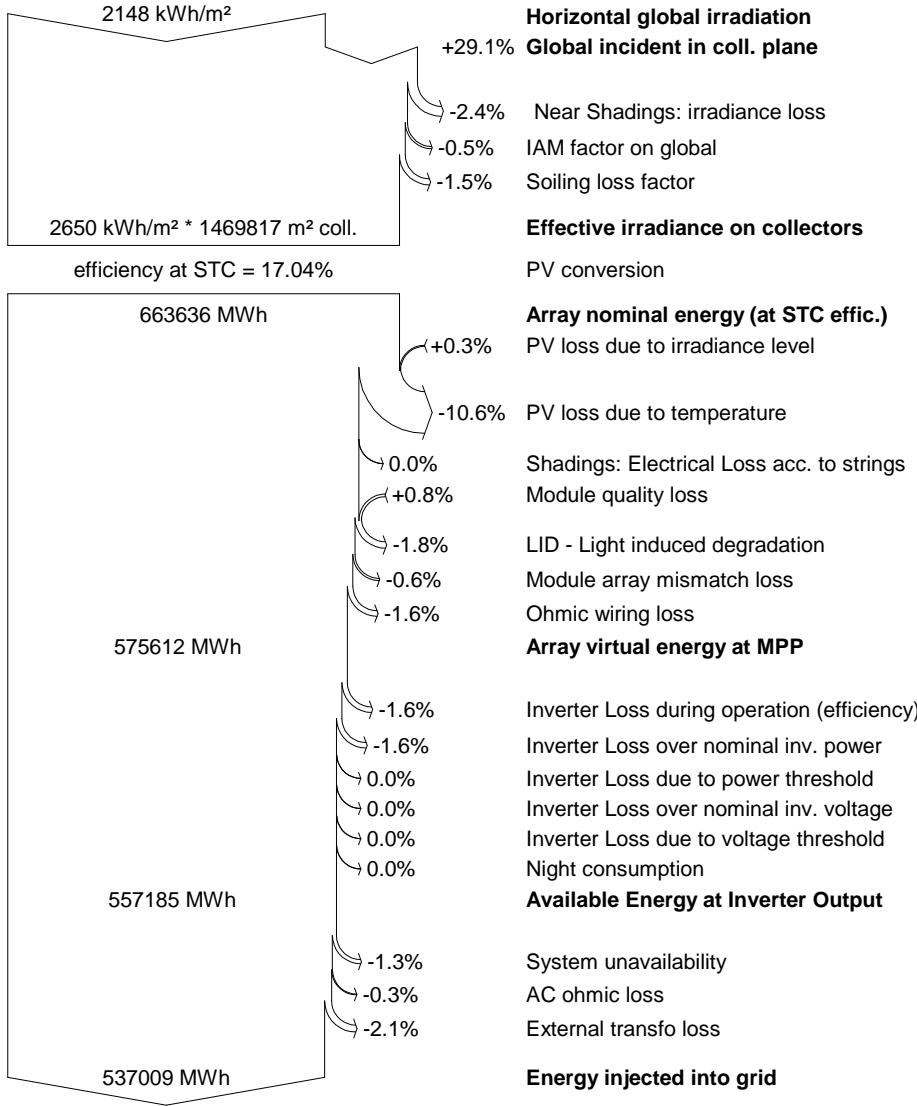 2148 kWh/m² Horizontal global irradiation
+29.1% Global incident in coll. plane
-2.4% Near Shadings: irradiance loss
-0.5% IAM factor on global
-1.5% Soiling loss factor
2650 kWh/m² * 1469817 m² coll. Effective irradiance on collectors
efficiency at STC = 17.04% PV conversion
663636 MWh Array nominal energy (at STC effic.)
+0.3% PV loss due to irradiance level
-10.6% PV loss due to temperature
0.0% Shadings: Electrical Loss acc. to strings
+0.8% Module quality loss
-1.8% LID - Light induced degradation
-0.6% Module array mismatch loss
-1.6% Ohmic wiring loss
575612 MWh Array virtual energy at MPP
-1.6% Inverter Loss during operation (efficiency)
-1.6% Inverter Loss over nominal inv. power
0.0% Inverter Loss due to power threshold
0.0% Inverter Loss over nominal inv. voltage
0.0% Inverter Loss due to voltage threshold
0.0% Night consumption
557185 MWh Available Energy at Inverter Output
-1.3% System unavailability
-0.3% AC ohmic loss
-2.1% External transfo loss
537009 MWh Energy injected into grid